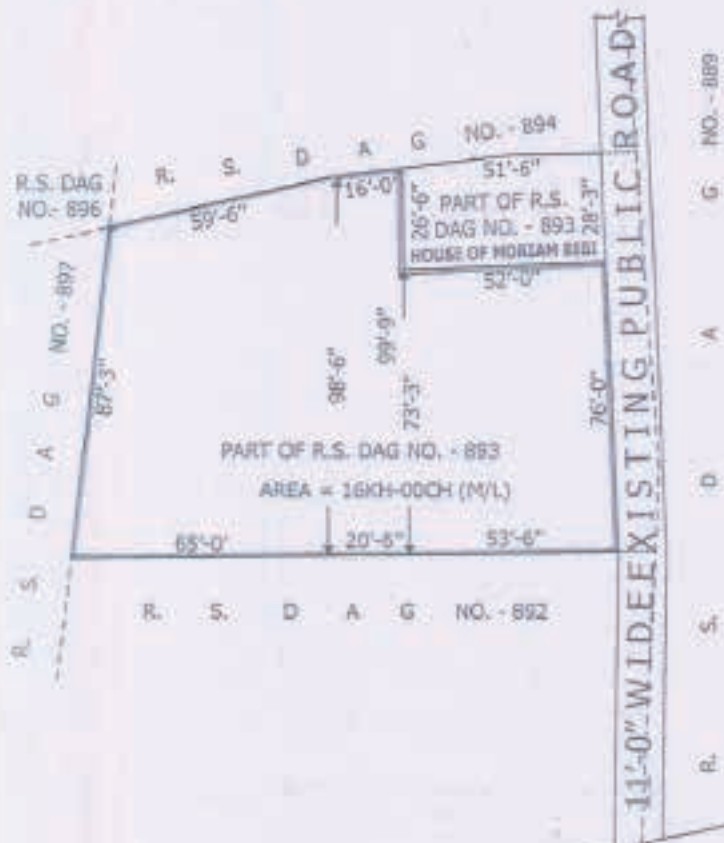 R.S. DAG
NO.- 896
R. S. D A G NO. - 894
59'-6"
16'-0"
51'-6"
26'-6"
PART OF R.S.
DAG NO. - 893
HOUSE OF MORIAM BIBI
28'-3"
52'-0"
R. S. D A G NO. - 897
87'-3"
98'-6"
99'-9"
73'-3"
76'-0"
PART OF R.S. DAG NO. - 893
AREA = 16KH-00CH (M/L)
65'-0'
20'-6"
53'-6"
R. S. D A G NO. - 892
11'-0" WIDE EXISTING PUBLIC ROAD
R. S. D A G NO. - 889